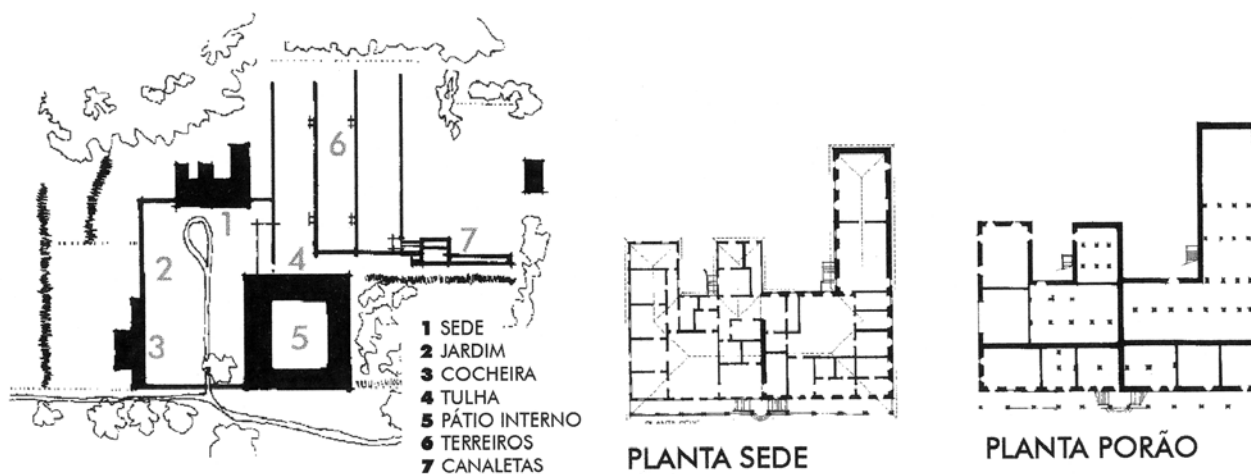 6
1
2
7
4
3
5
1 SEDE
2 JARDIM
3 COCHEIRA
4 TULHA
5 PÁTIO INTERNO
6 TERREIROS
7 CANALETAS
PLANTA SEDE
PLANTA PORÃO